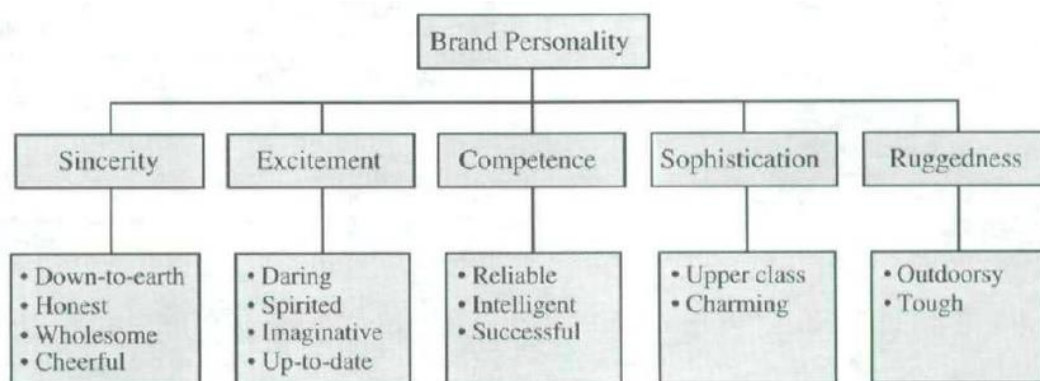 Brand Personality
Sincerity
Excitement
Competence
Sophistication
Ruggedness
• Down-to-earth
• Honest
• Wholesome
• Cheerful
• Daring
• Spirited
• Imaginative
• Up-to-date
• Reliable
• Intelligent
• Successful
• Upper class
• Charming
• Outdoorsy
• Tough